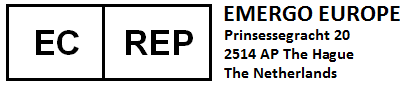 EC REP
EMERGO EUROPE
Prinsessegracht 20
2514 AP The Hague
The Netherlands